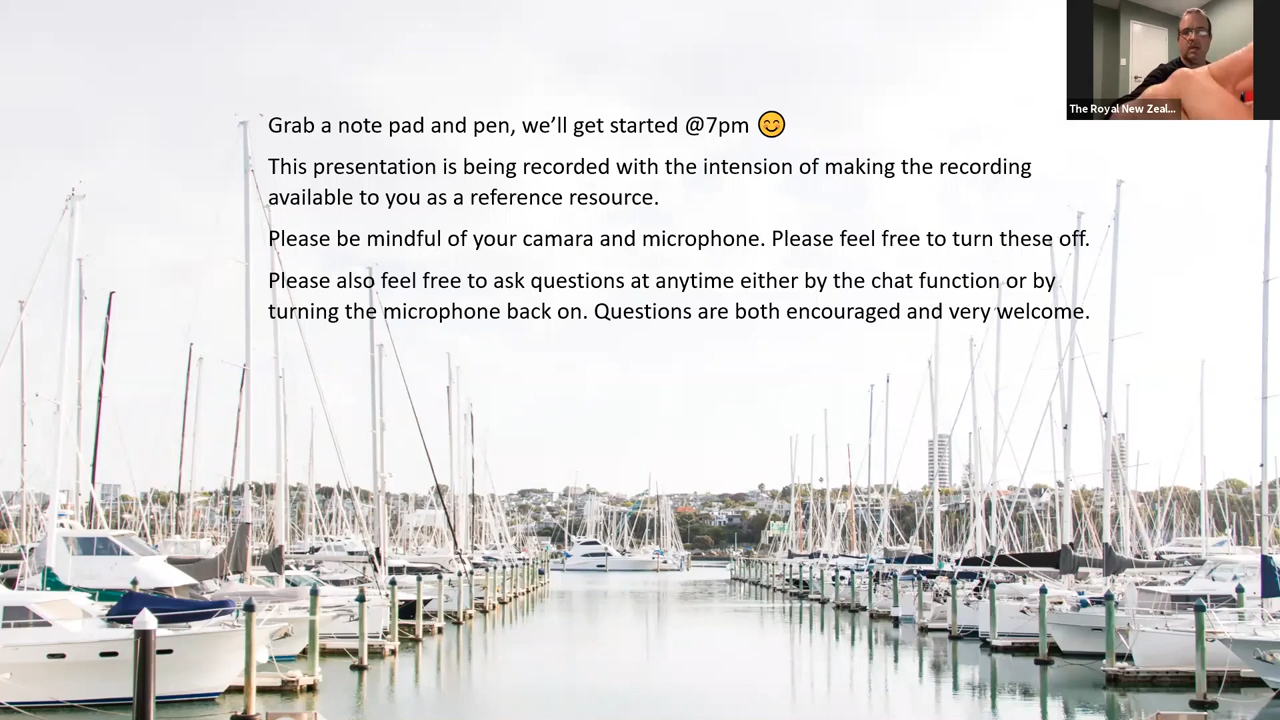 The Royal New Zeal...
Grab a note pad and pen, we’ll get started @7pm 😊
This presentation is being recorded with the intension of making the recording
available to you as a reference resource.
Please be mindful of your camara and microphone. Please feel free to turn these off.
Please also feel free to ask questions at anytime either by the chat function or by
turning the microphone back on. Questions are both encouraged and very welcome.